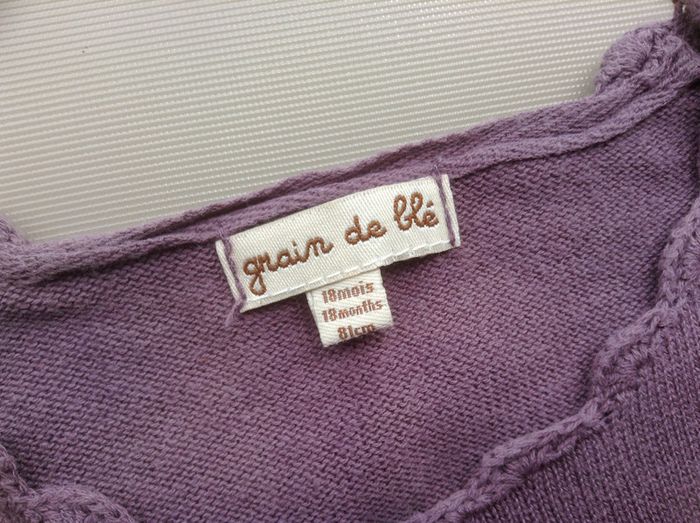 grain de blé
18mois
18months
81cm